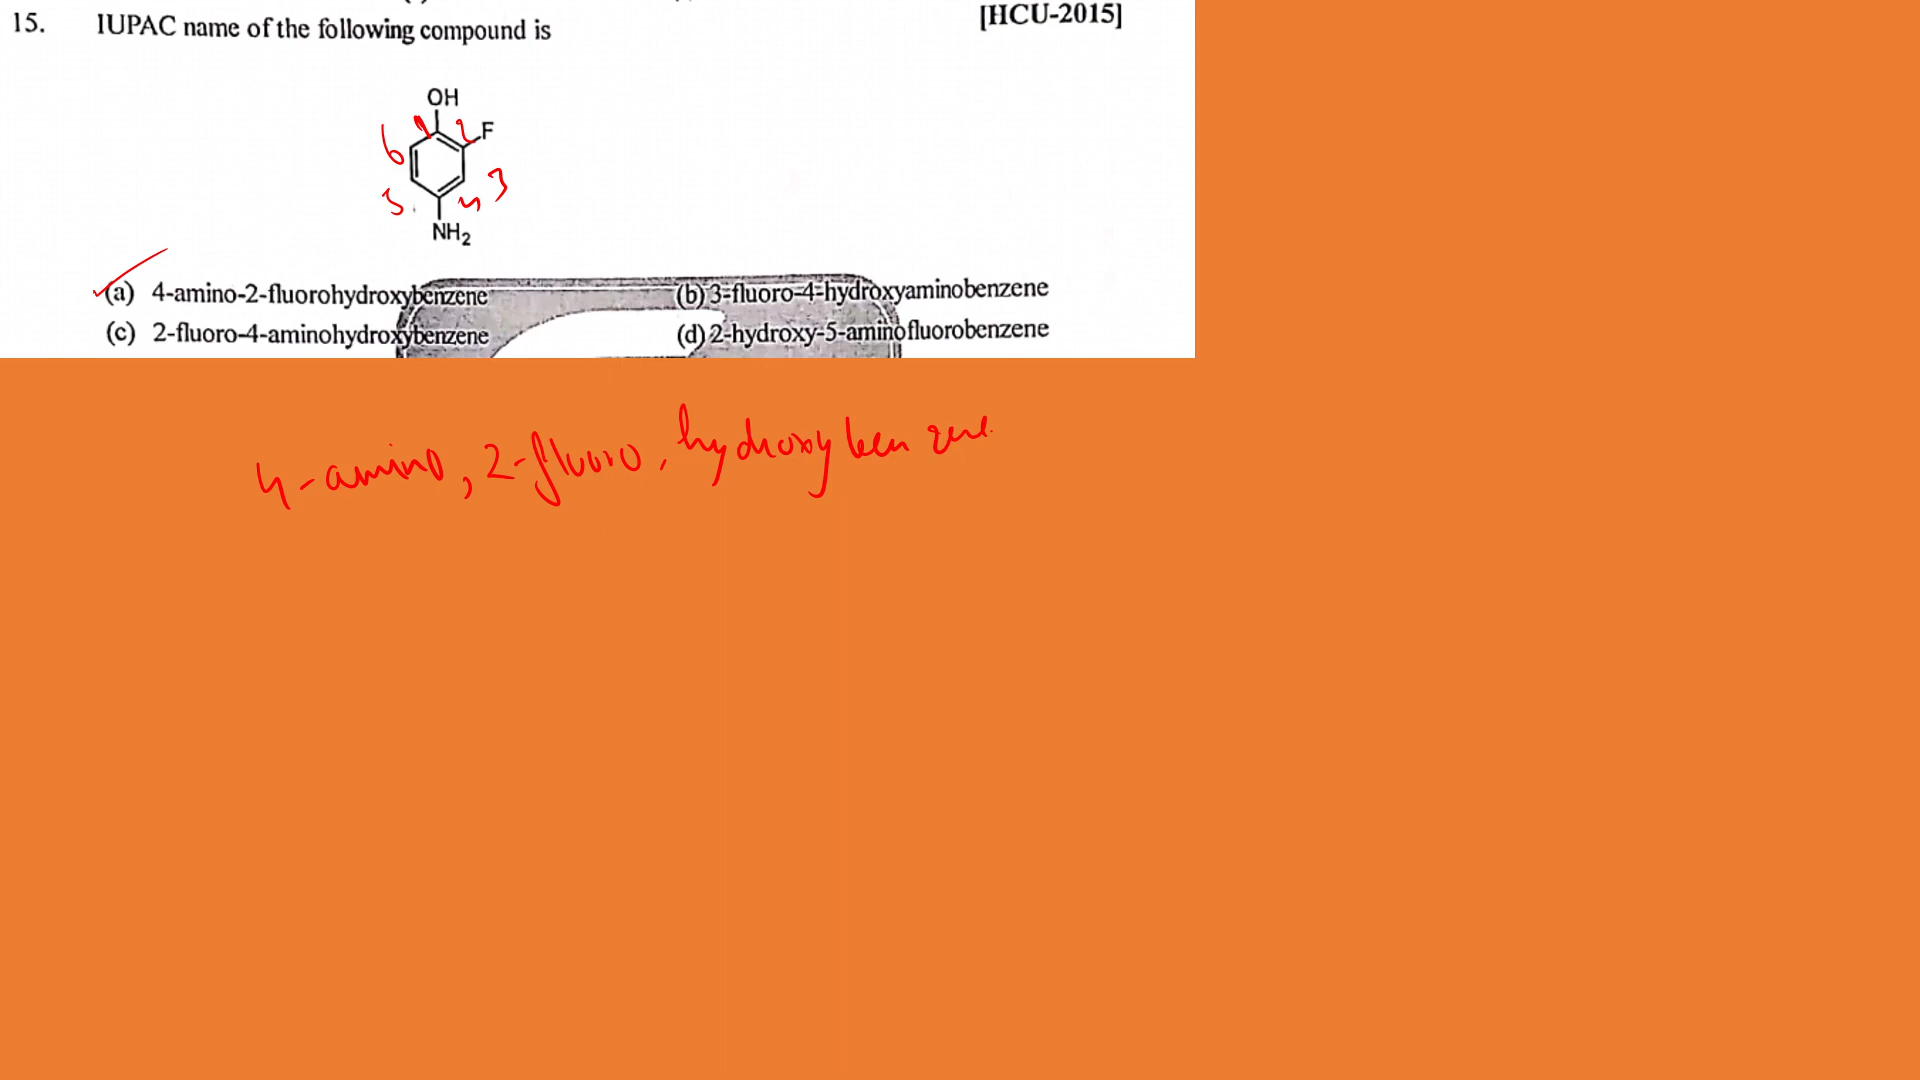 15. IUPAC name of the following compound is [HCU-2015]
OH
1 2 F
6
3
5 4
NH₂
(a) 4-amino-2-fluorohydroxybenzene (b) 3-fluoro-4-hydroxyaminobenzene
(c) 2-fluoro-4-aminohydroxybenzene (d) 2-hydroxy-5-aminofluorobenzene
4-amino, 2-fluoro, hydroxy benzene.